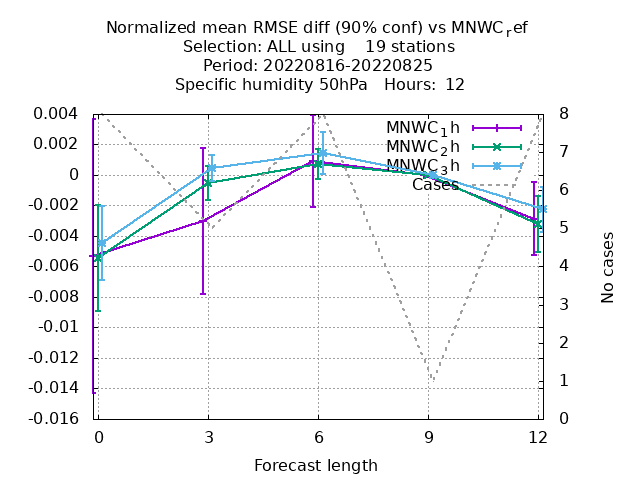 Normalized mean RMSE diff (90% conf) vs MNWC_ref
Selection: ALL using    19 stations
Period: 20220816-20220825
Specific humidity 50hPa   Hours:  12
0.004
0.002
0
-0.002
-0.004
-0.006
-0.008
-0.01
-0.012
-0.014
-0.016
8
7
6
5
4
3
2
1
0
MNWC_1h
MNWC_2h
MNWC_3h
Cases
No cases
0
3
6
9
12
Forecast length